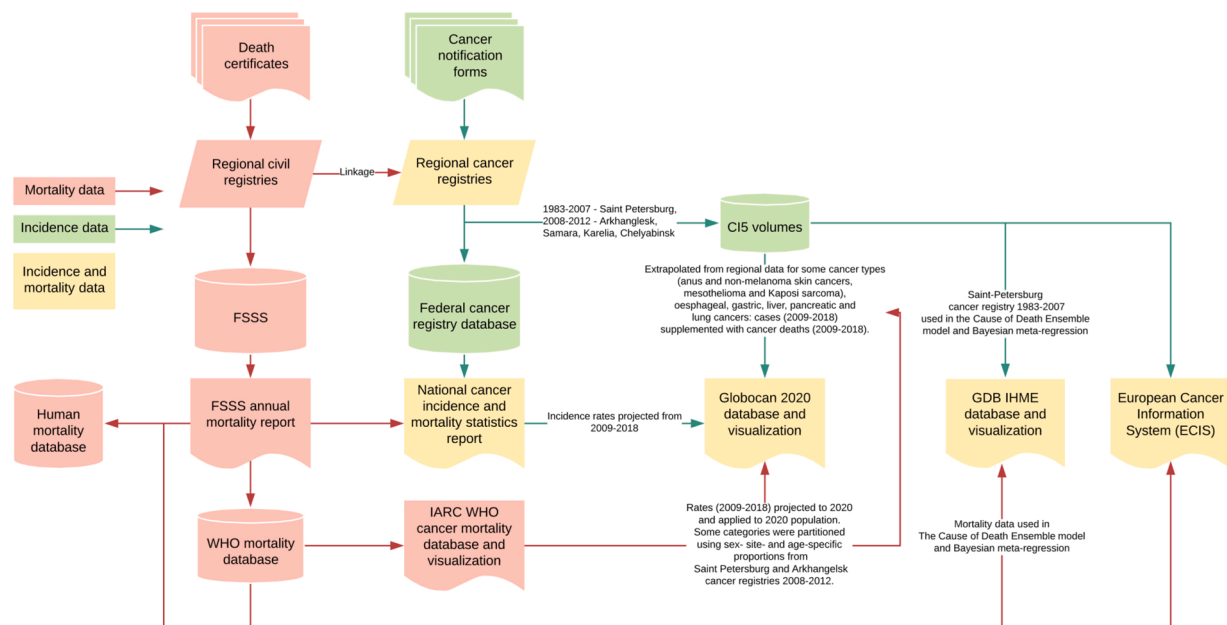 Death
certificates
Cancer
notification
forms
Regional civil
registries
Linkage
Regional cancer
registries
Mortality data
Incidence data
Incidence and
mortality data
1983-2007 - Saint Petersburg,
2008-2012 - Arkhanglesk,
Samara, Karelia, Chelyabinsk
CI5 volumes
FSSS
Federal cancer
registry database
Extrapolated from regional data for some cancer types
(anus and non-melanoma skin cancers,
mesothelioma and Kaposi sarcoma),
oesphageal, gastric, liver, pancreatic and
lung cancers: cases (2009-2018)
supplemented with cancer deaths (2009-2018).
Saint-Petersburg
cancer registry 1983-2007
used in the Cause of Death Ensemble
model and Bayesian meta-regression
Human
mortality
database
FSSS annual
mortality report
National cancer
incidence and
mortality statistics
report
Incidence rates projected from
2009-2018
Globocan 2020
database and
visualization
GDB IHME
database and
visualization
European Cancer
Information
System (ECIS)
WHO mortality
database
IARC WHO
cancer mortality
database and
visualization
Rates (2009-2018) projected to 2020
and applied to 2020 population.
Some categories were partitioned
using sex- site- and age-specific
proportions from
Saint Petersburg and Arkhangelsk
cancer registries 2008-2012.
Mortality data used in
The Cause of Death Ensemble model
and Bayesian meta-regression